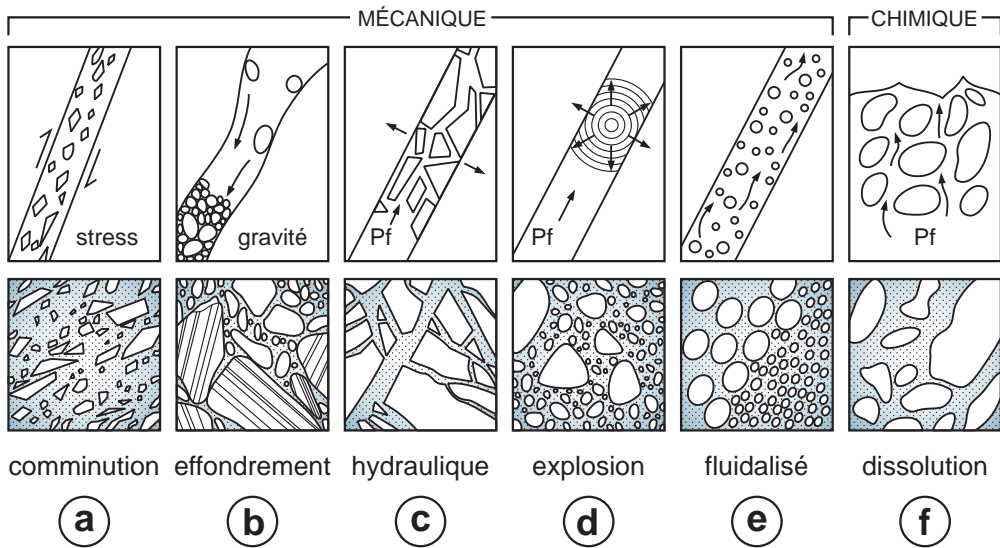 MÉCANIQUE CHIMIQUE
stress gravité Pf Pf Pf
comminution effondrement hydraulique explosion fluidalisé dissolution
a b c d e f